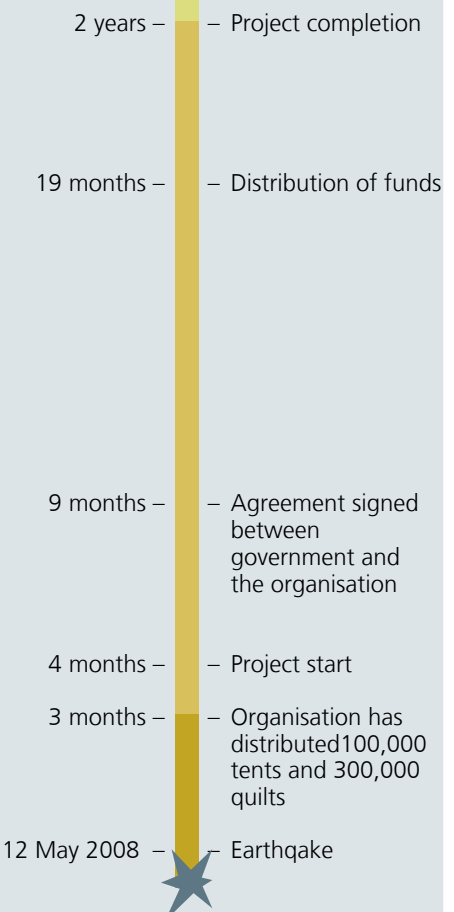 2 years – – Project completion
19 months – – Distribution of funds
9 months – – Agreement signed
between
government and
the organisation
4 months – – Project start
3 months – – Organisation has
distributed100,000
tents and 300,000
quilts
12 May 2008 – – Earthqake